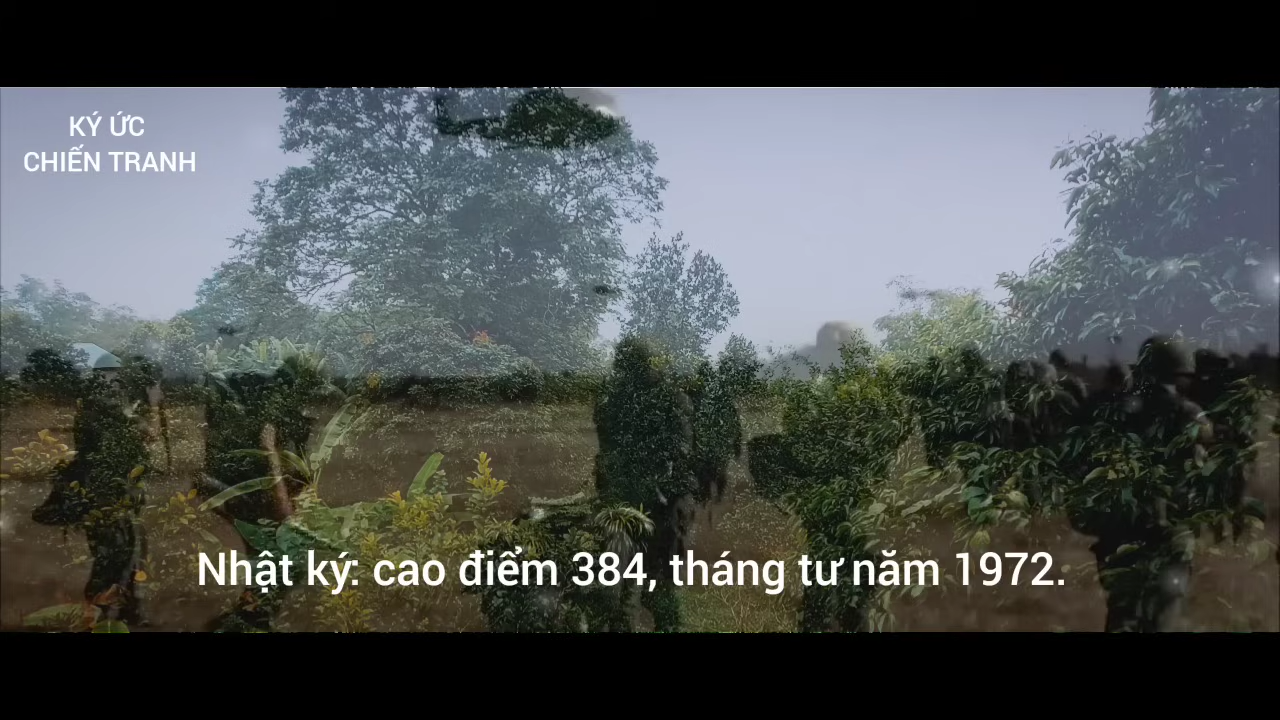 KÝ ỨC
CHIẾN TRANH
Nhật ký: cao điểm 384, tháng tư năm 1972.